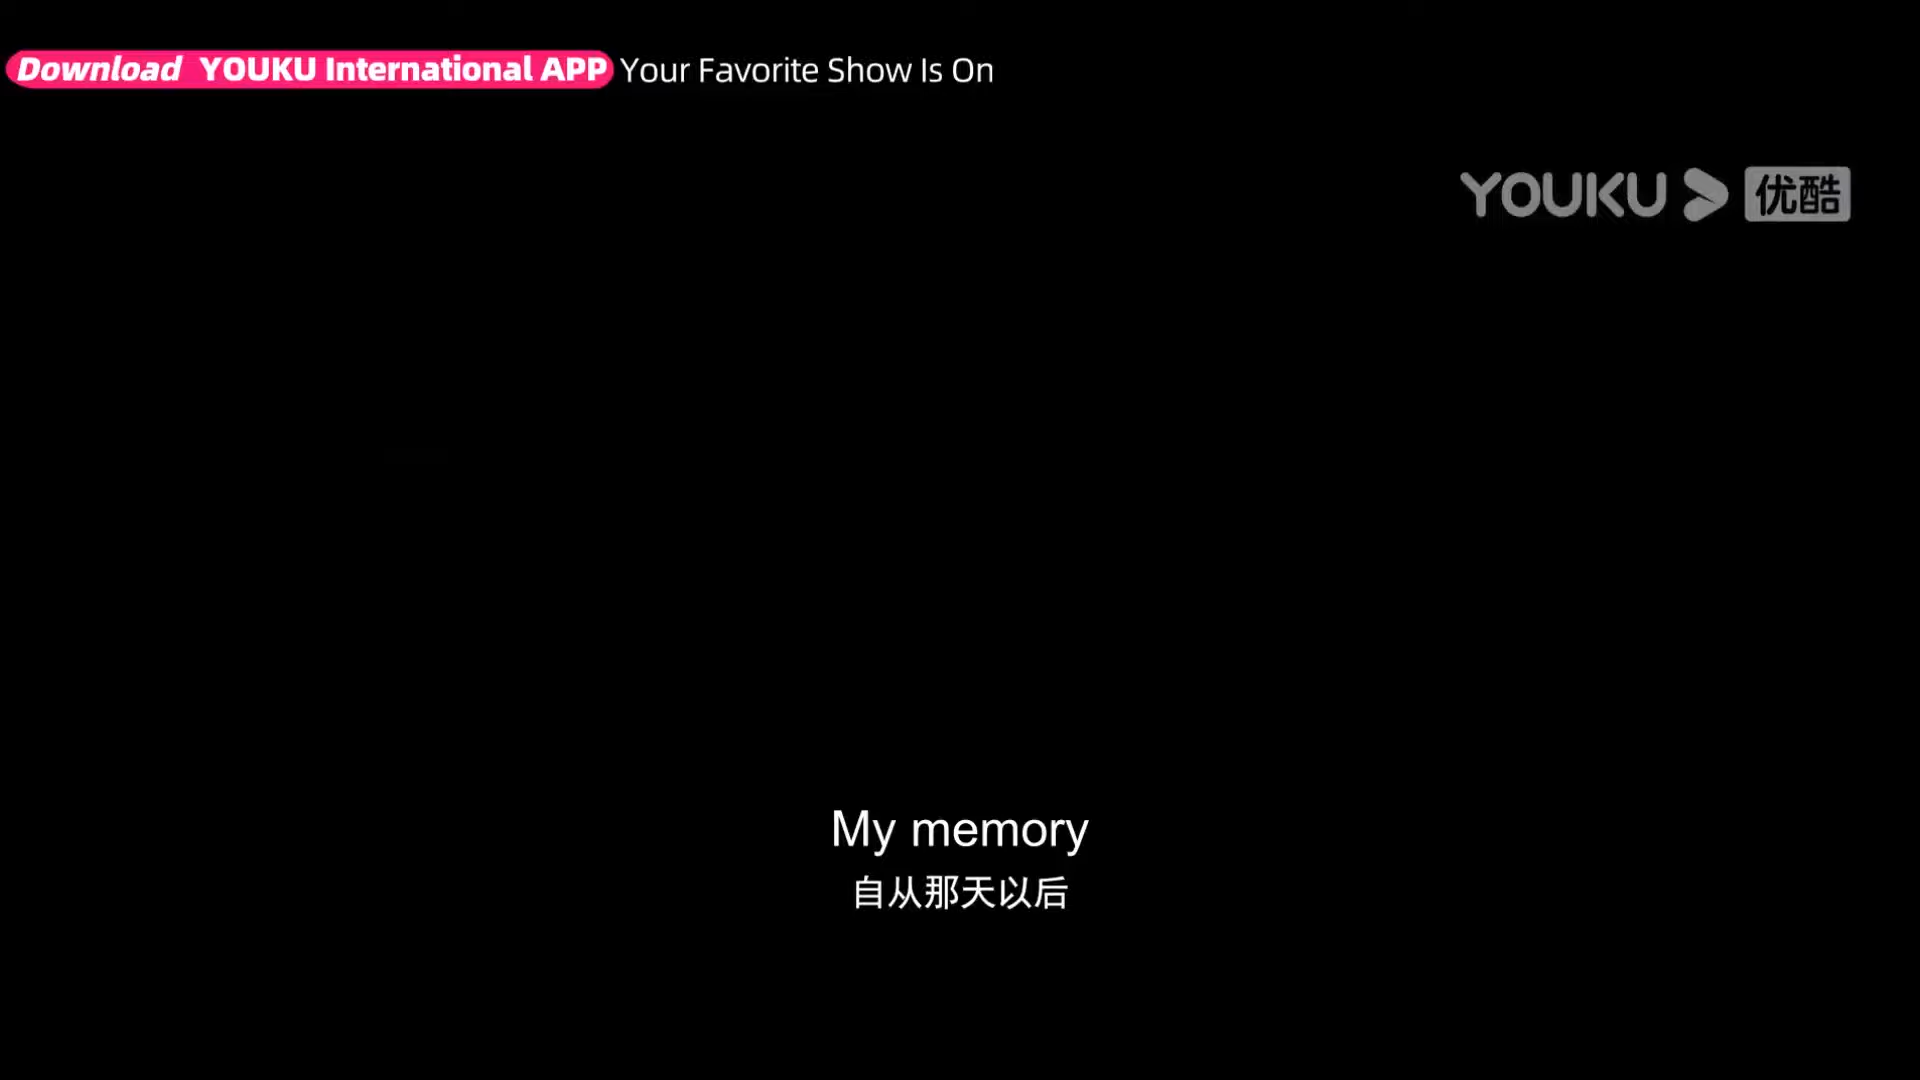 Download YOUKU International APP Your Favorite Show Is On
YOUKU 优酷
My memory
自从那天以后